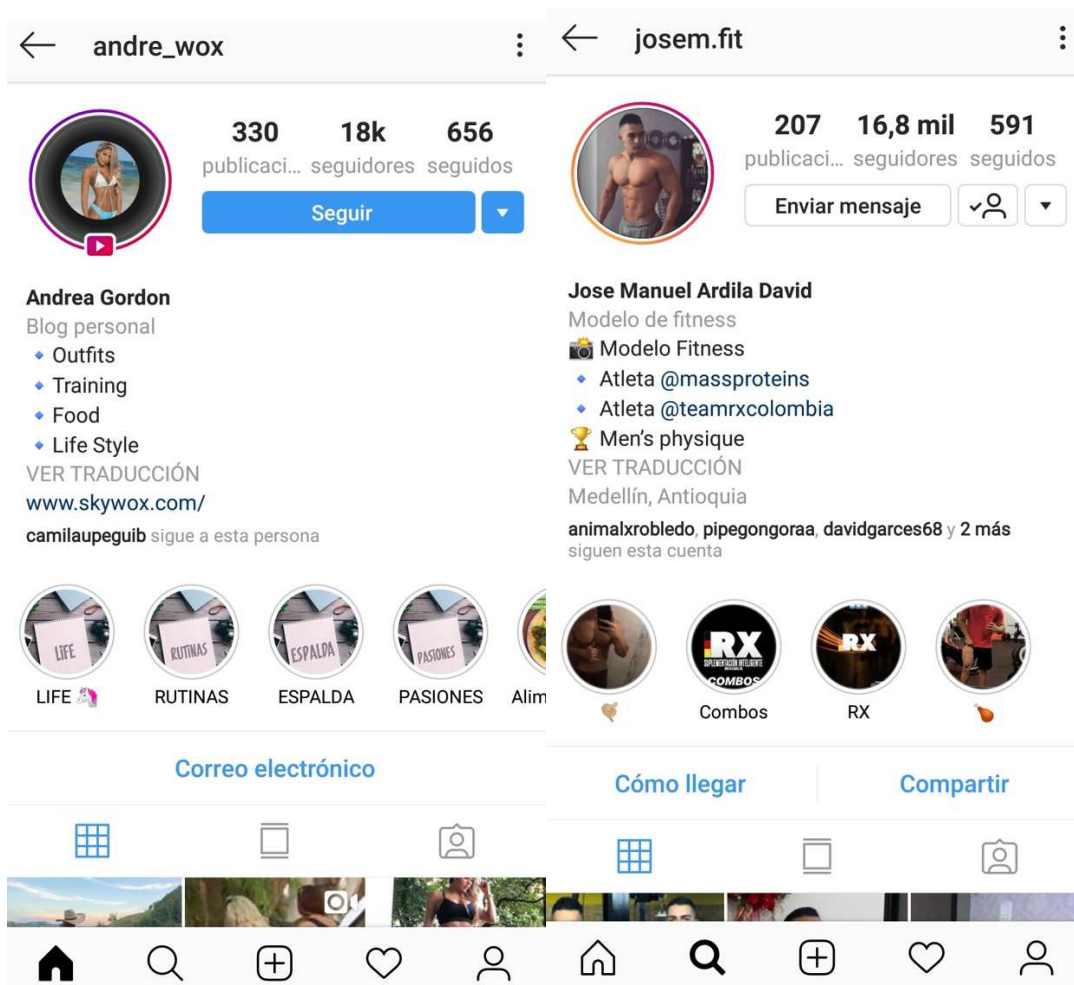 andre_wox
330 18k 656
publicaci... seguidores seguidos
Seguir
Andrea Gordon
Blog personal
Outfits
Training
Food
Life Style
VER TRADUCCIÓN
www.skywox.com/
camilaupeguib sigue a esta persona
LIFE RUTINAS ESPALDA PASIONES
LIFE RUTINAS ESPALDA PASIONES Alim
Correo electrónico
josem.fit
207 16,8 mil 591
publicaci... seguidores seguidos
Enviar mensaje
Jose Manuel Ardila David
Modelo de fitness
Modelo Fitness
Atleta @massproteins
Atleta @teamrxcolombia
Men's physique
VER TRADUCCIÓN
Medellín, Antioquia
animalxrobledo, pipegongoraa, davidgarces68 y 2 más
siguen esta cuenta
RX RX
SUPLEMENTACIÓN INTELIGENTE
COMBOS
Combos RX
Cómo llegar Compartir